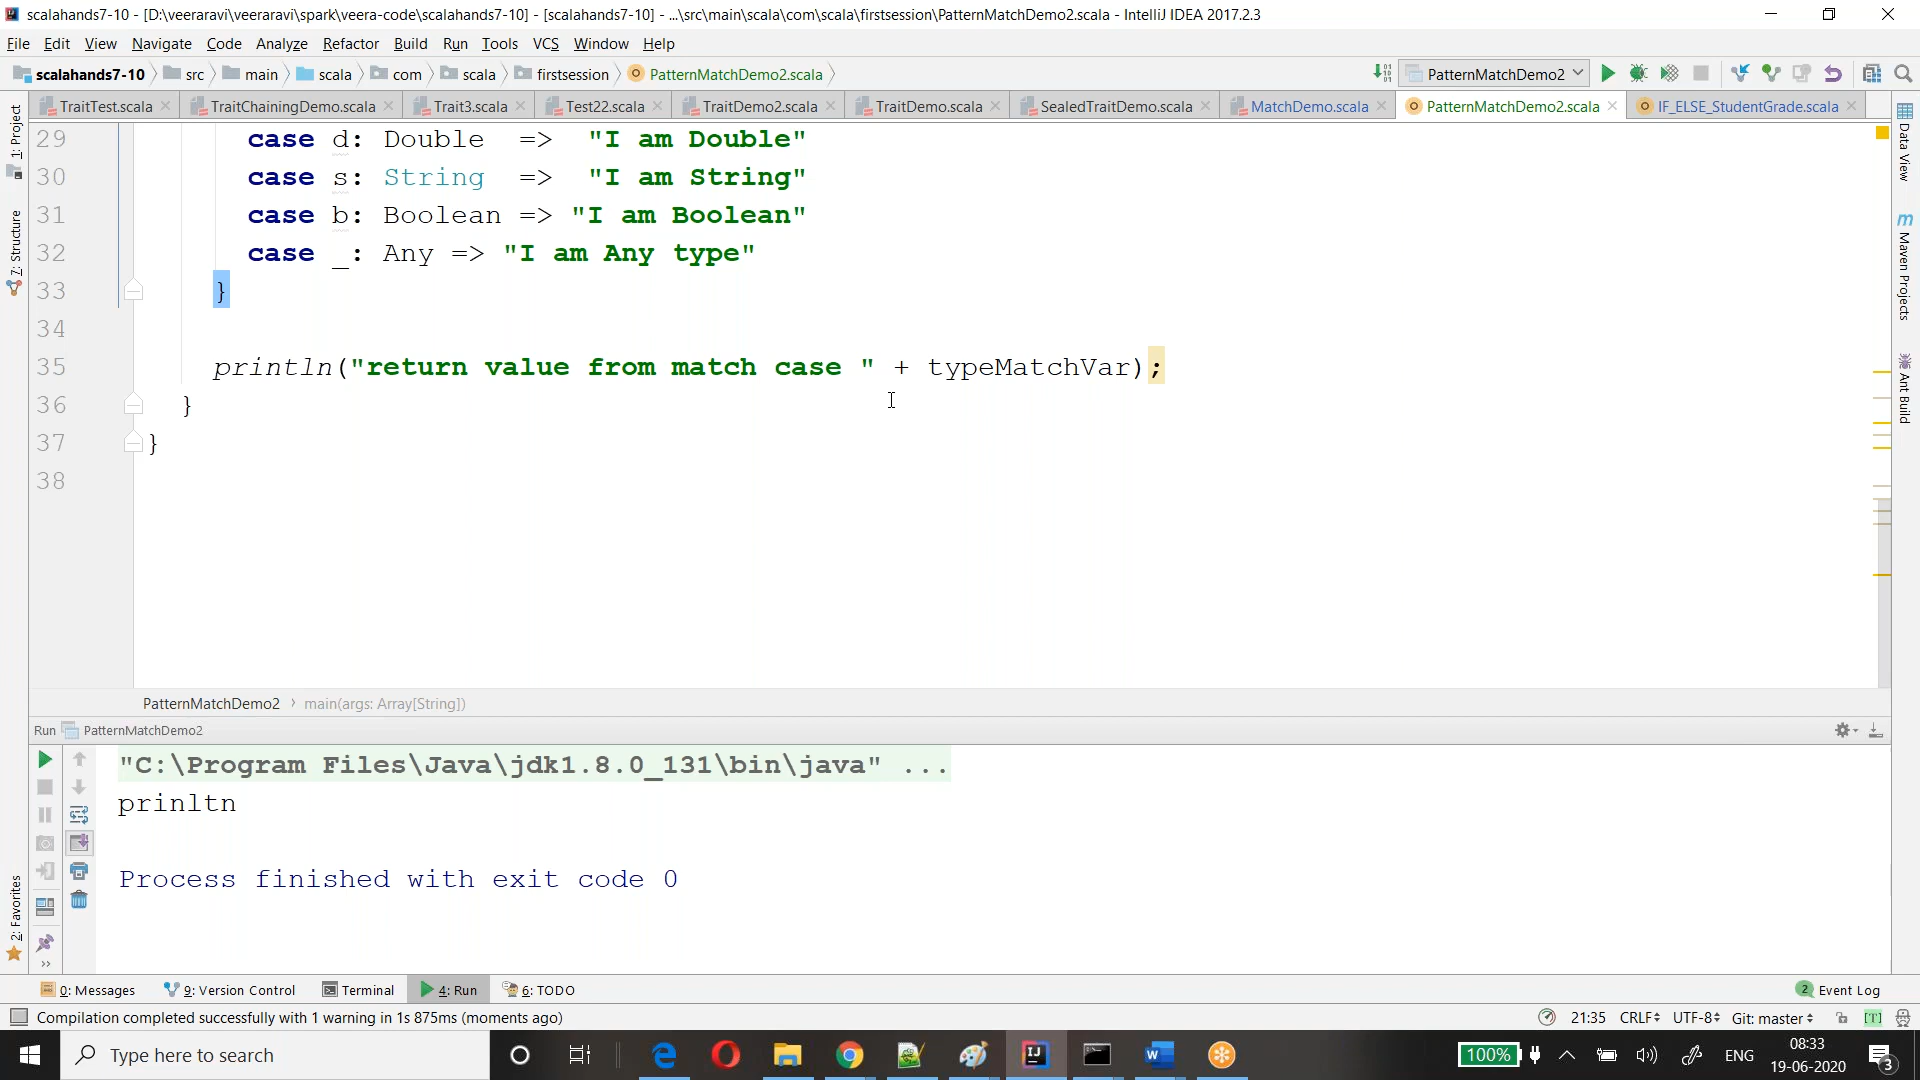 scalahands7-10 - [D:\veeraravi\veeraravi\spark\veera-code\scalahands7-10] - [scalahands7-10] - ...\src\main\scala\com\scala\firstsession\PatternMatchDemo2.scala - IntelliJ IDEA 2017.2.3
File Edit View Navigate Code Analyze Refactor Build Run Tools VCS Window Help
scalahands7-10 src main scala com scala firstsession PatternMatchDemo2.scala PatternMatchDemo2
TraitTest.scala TraitChainingDemo.scala Trait3.scala Test22.scala TraitDemo2.scala TraitDemo.scala SealedTraitDemo.scala MatchDemo.scala PatternMatchDemo2.scala IF_ELSE_StudentGrade.scala
1: Project
7: Structure
2: Favorites
29 case d: Double => "I am Double"
30 case s: String => "I am String"
31 case b: Boolean => "I am Boolean"
32 case _: Any => "I am Any type"
33 }
34
35 println("return value from match case " + typeMatchVar);
36 }
37 }
38
Data View
Maven Projects
Ant Build
PatternMatchDemo2 › main(args: Array[String])
Run PatternMatchDemo2
"C:\Program Files\Java\jdk1.8.0_131\bin\java" ...
prinltn
Process finished with exit code 0
0: Messages 9: Version Control Terminal 4: Run 6: TODO 2 Event Log
Compilation completed successfully with 1 warning in 1s 875ms (moments ago) 21:35 CRLF UTF-8 Git: master [T]
Type here to search 100% ENG 08:33
19-06-2020 3